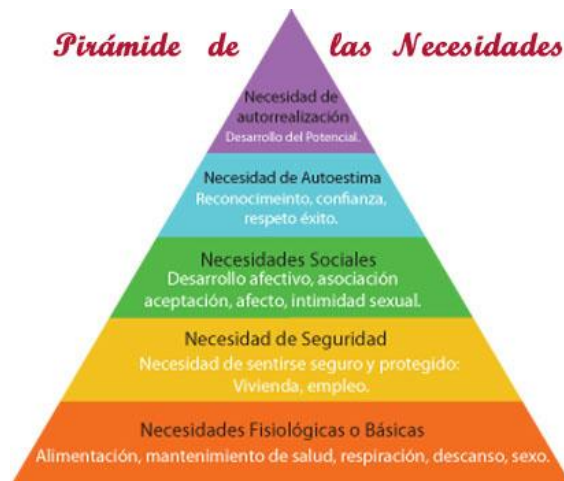 Pirámide de las Necesidades
Necesidad de
autorrealización
Desarrollo del Potencial.
Necesidad de Autoestima
Reconocimeinto, confianza,
respeto éxito.
Necesidades Sociales
Desarrollo afectivo, asociación
aceptación, afecto, intimidad sexual.
Necesidad de Seguridad
Necesidad de sentirse seguro y protegido:
Vivienda, empleo.
Necesidades Fisiológicas o Básicas
Alimentación, mantenimiento de salud, respiración, descanso, sexo.